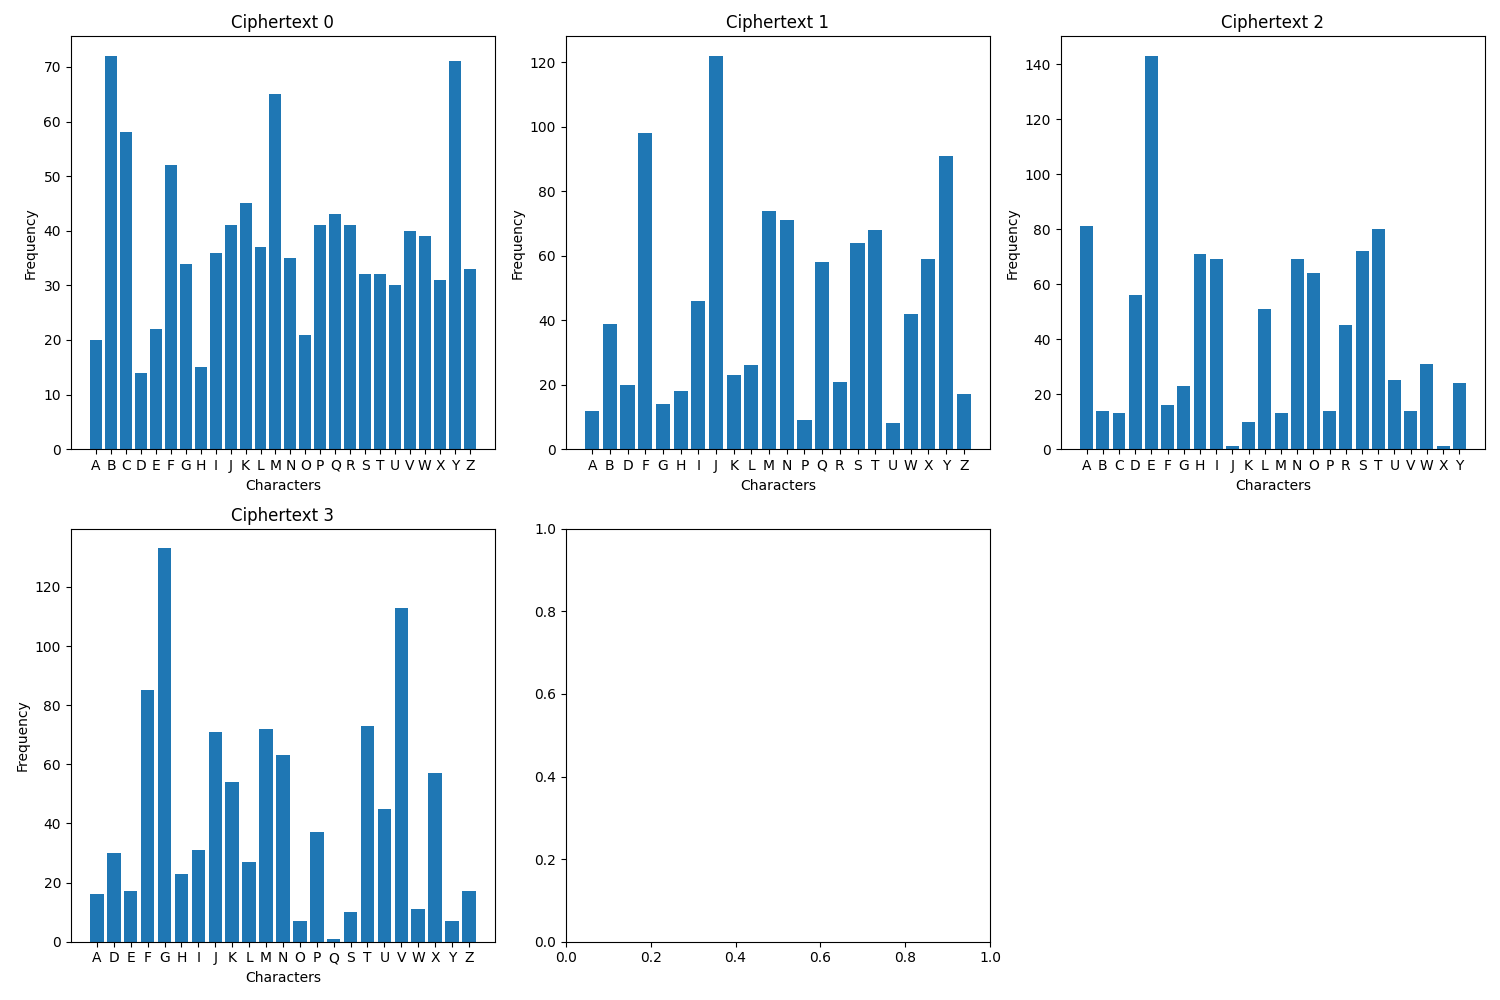 Ciphertext 0
Frequency
70
60
50
40
30
20
10
0
A B C D E F G H I J K L M N O P Q R S T U V W X Y Z
Characters
Ciphertext 1
Frequency
120
100
80
60
40
20
0
A B D F G H I J K L M N P Q R S T U W X Y Z
Characters
Ciphertext 2
Frequency
140
120
100
80
60
40
20
0
A B C D E F G H I J K L M N O P R S T U V W X Y
Characters
Ciphertext 3
Frequency
120
100
80
60
40
20
0
A D E F G H I J K L M N O P Q S T U V W X Y Z
Characters
1.0
0.8
0.6
0.4
0.2
0.0
0.0 0.2 0.4 0.6 0.8 1.0